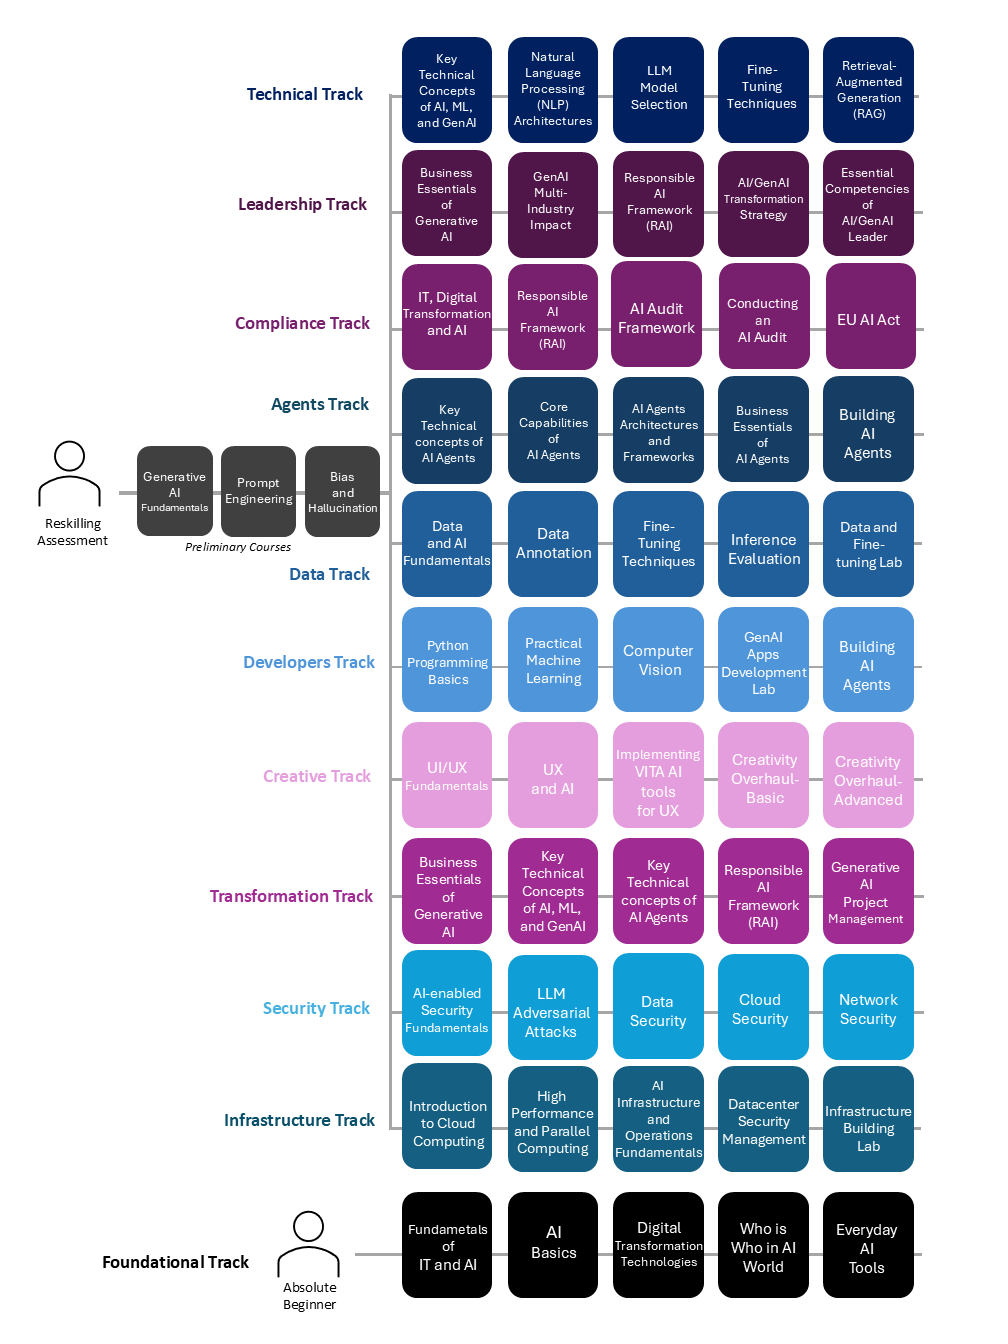 Technical Track
Key
Technical
Concepts
of AI, ML,
and GenAI
Natural
Language
Processing
(NLP)
Architectures
LLM
Model
Selection
Fine-
Tuning
Techniques
Retrieval-
Augmented
Generation
(RAG)
Leadership Track
Business
Essentials
of
Generative
AI
GenAI
Multi-
Industry
Impact
Responsible
AI
Framework
(RAI)
AI/GenAI
Transformation
Strategy
Essential
Competencies
of
AI/GenAI
Leader
Compliance Track
IT, Digital
Transformation
and AI
Responsible
AI
Framework
(RAI)
AI Audit
Framework
Conducting
an
AI Audit
EU AI Act
Agents Track
Key
Technical
concepts of
AI Agents
Core
Capabilities
of
AI Agents
AI Agents
Architectures
and
Frameworks
Business
Essentials
of
AI Agents
Building
AI
Agents
Reskilling
Assessment
Generative
AI
Fundamentals
Prompt
Engineering
Bias
and
Hallucination
Preliminary Courses
Data Track
Data
and AI
Fundamentals
Data
Annotation
Fine-
Tuning
Techniques
Inference
Evaluation
Data and
Fine-
tuning Lab
Developers Track
Python
Programming
Basics
Practical
Machine
Learning
Computer
Vision
GenAI
Apps
Development
Lab
Building
AI
Agents
Creative Track
UI/UX
Fundamentals
UX
and AI
Implementing
VITA AI
tools
for UX
Creativity
Overhaul-
Basic
Creativity
Overhaul-
Advanced
Transformation Track
Business
Essentials
of
Generative
AI
Key
Technical
Concepts
of AI, ML,
and GenAI
Key
Technical
concepts of
AI Agents
Responsible
AI
Framework
(RAI)
Generative
AI
Project
Management
Security Track
AI-enabled
Security
Fundamentals
LLM
Adversarial
Attacks
Data
Security
Cloud
Security
Network
Security
Infrastructure Track
Introduction
to Cloud
Computing
High
Performance
and Parallel
Computing
AI
Infrastructure
and
Operations
Fundamentals
Datacenter
Security
Management
Infrastructure
Building
Lab
Foundational Track
Absolute
Beginner
Fundametals
of
IT and AI
AI
Basics
Digital
Transformation
Technologies
Who is
Who in AI
World
Everyday
AI
Tools